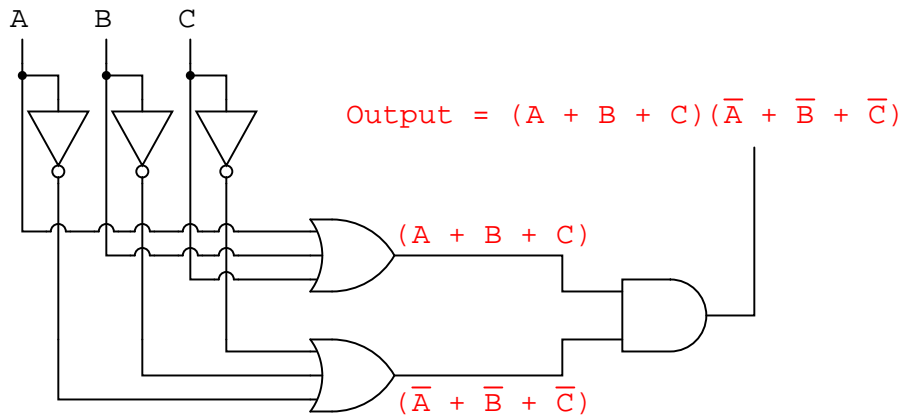 A B C
Output = (A + B + C)(A̅ + B̅ + C̅)
(A + B + C)
(A̅ + B̅ + C̅)